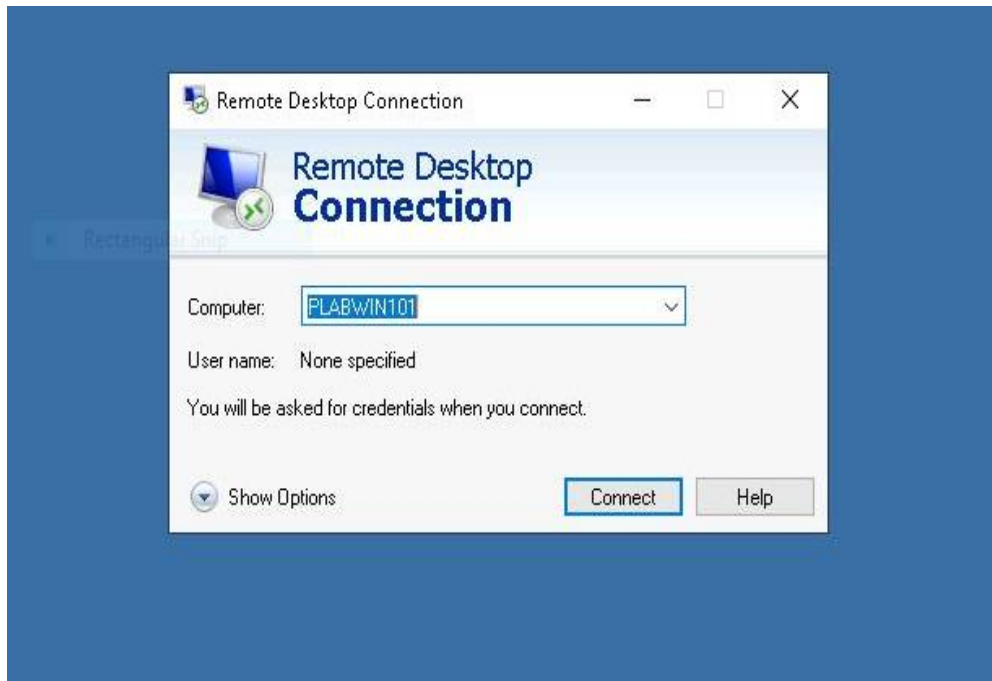 Remote Desktop Connection
Remote Desktop
Connection
Rectangular Snip
Computer: PLABWIN101
User name: None specified
You will be asked for credentials when you connect.
Show Options Connect Help